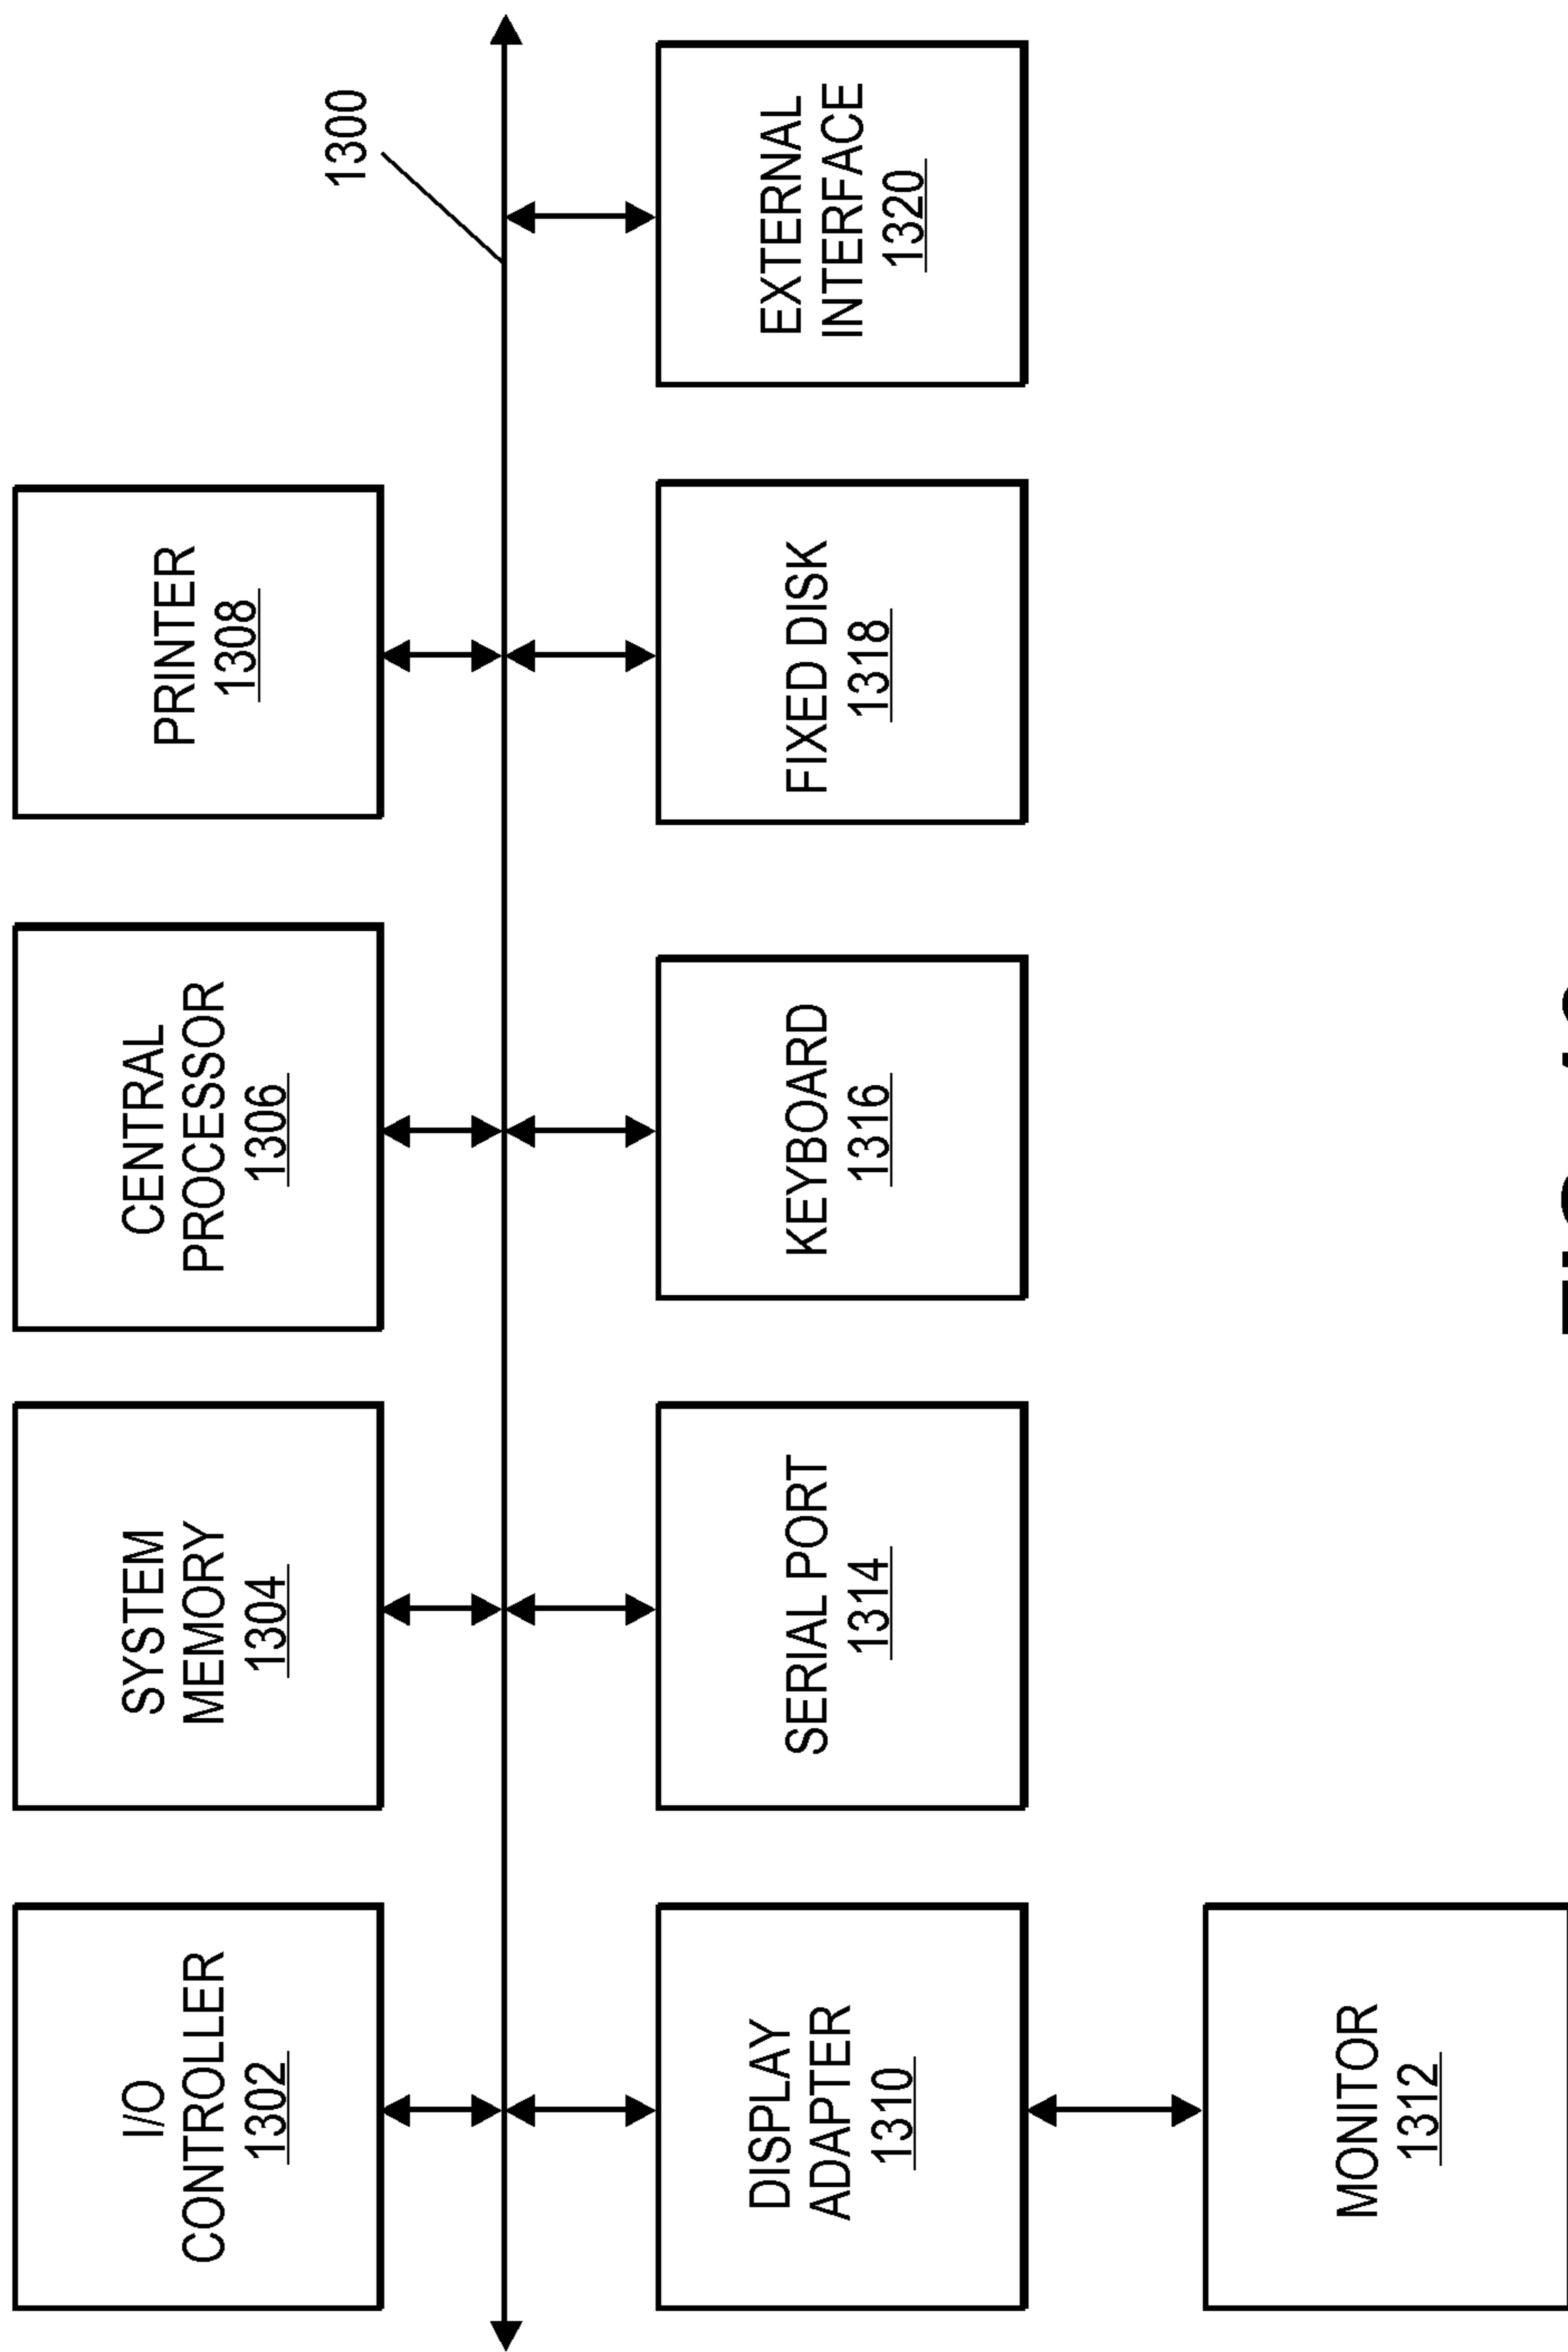 I/O
CONTROLLER
1302
SYSTEM
MEMORY
1304
CENTRAL
PROCESSOR
1306
PRINTER
1308
1300
DISPLAY
ADAPTER
1310
SERIAL PORT
1314
KEYBOARD
1316
FIXED DISK
1318
EXTERNAL
INTERFACE
1320
MONITOR
1312